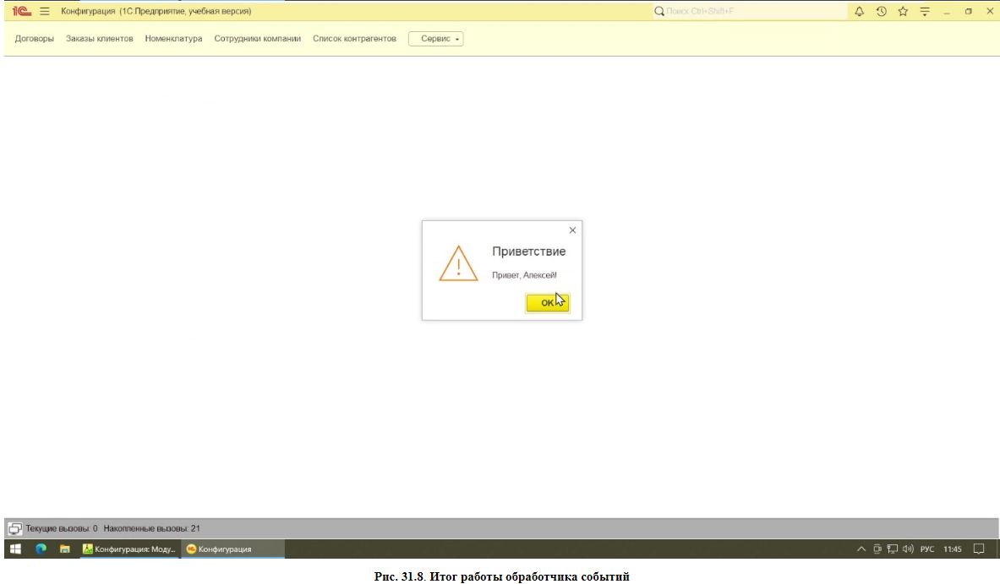 Конфигурация (1С:Предприятие, учебная версия)
Поиск Ctrl+Shift+F
Договоры Заказы клиентов Номенклатура Сотрудники компании Список контрагентов Сервис
Приветствие
Привет, Алексей!
ОК
Текущие вызовы: 0 Накопленные вызовы: 21
Конфигурация: Моду... Конфигурация РУС 11:45
Рис. 31.8. Итог работы обработчика событий